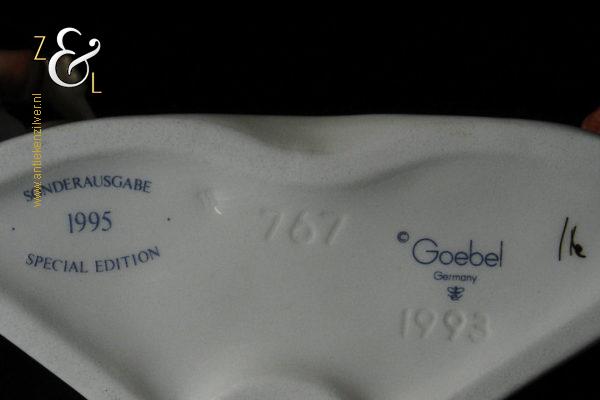 Z & L
www.antiekenzilver.nl
SONDERAUSGABE
1995
SPECIAL EDITION
767
© Goebel
Germany
1993